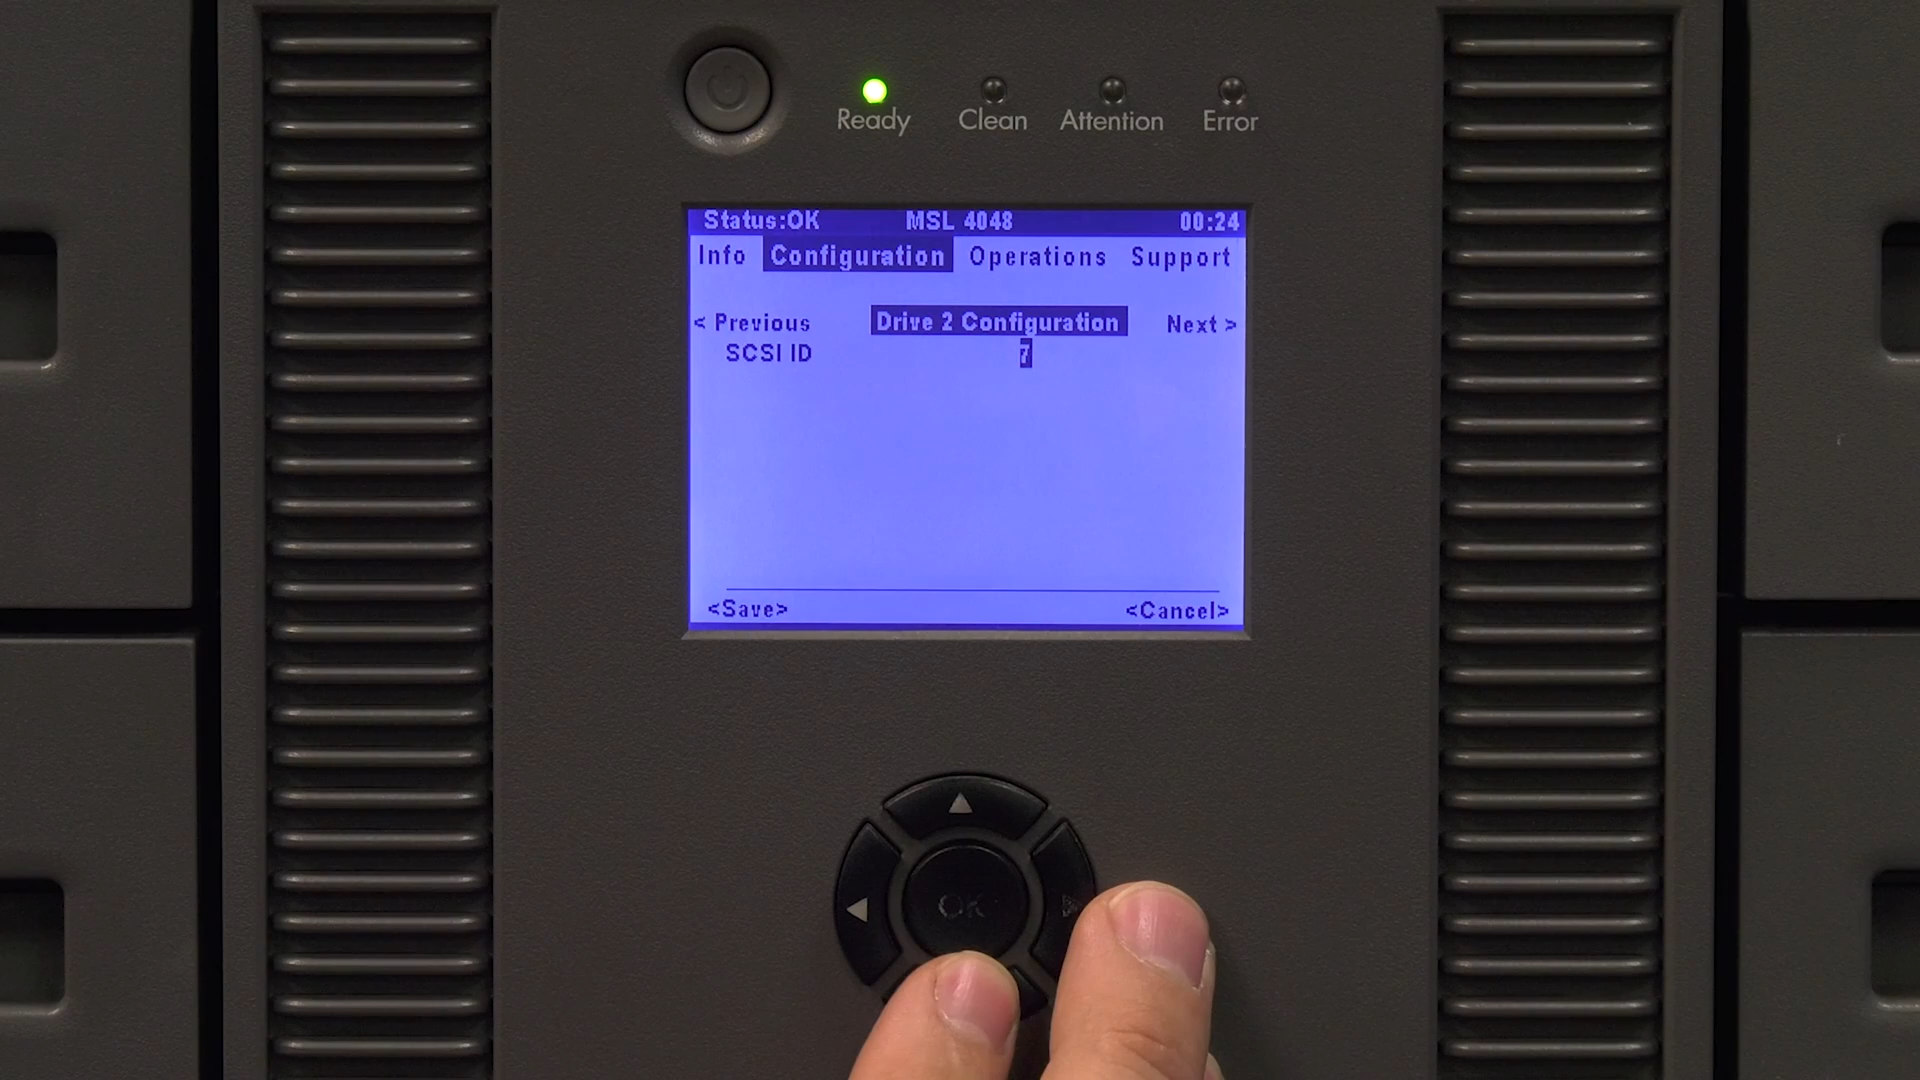 Ready Clean Attention Error
Status:OK MSL 4048 00:24
Info Configuration Operations Support
< Previous Drive 2 Configuration Next >
SCSI ID 7
<Save> <Cancel>
OK